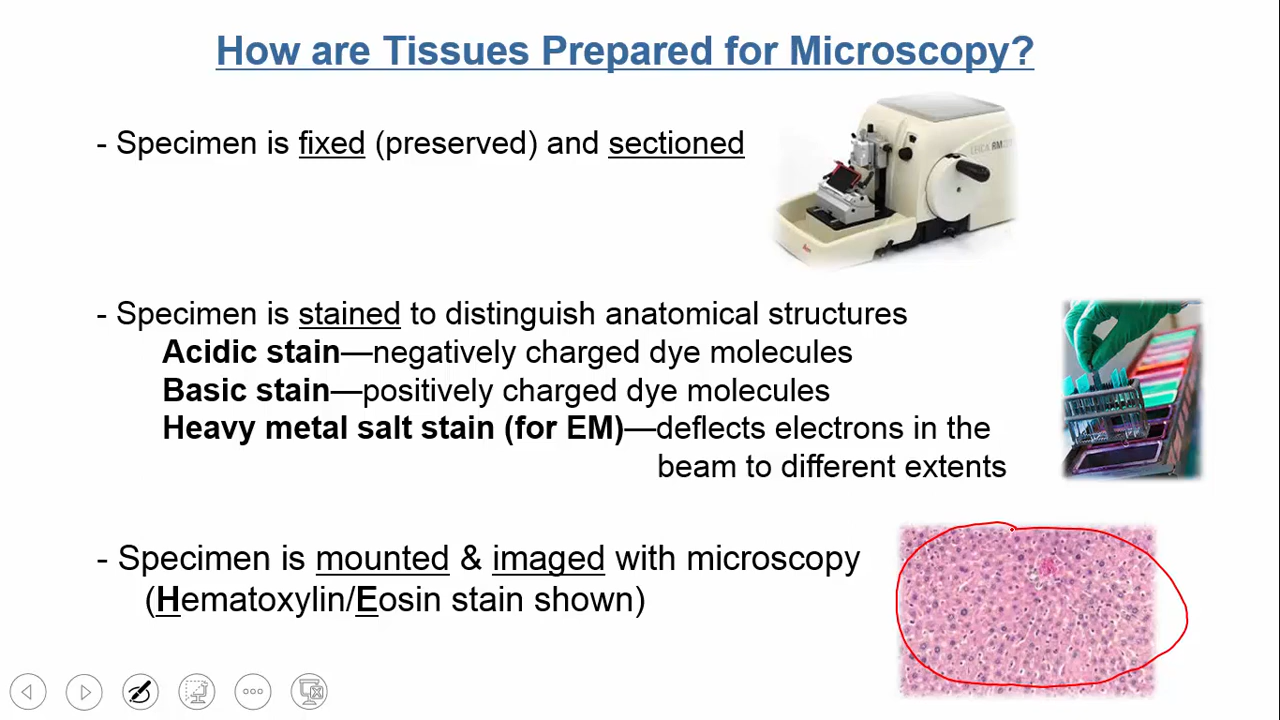 How are Tissues Prepared for Microscopy?
- Specimen is fixed (preserved) and sectioned
LEICA RM
- Specimen is stained to distinguish anatomical structures
Acidic stain—negatively charged dye molecules
Basic stain—positively charged dye molecules
Heavy metal salt stain (for EM)—deflects electrons in the
beam to different extents
- Specimen is mounted & imaged with microscopy
(Hematoxylin/Eosin stain shown)